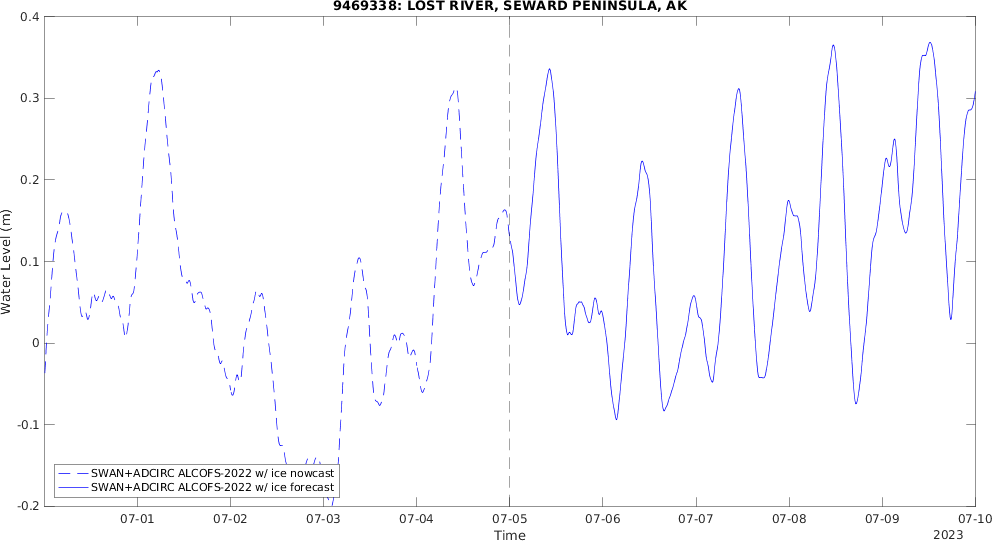 9469338: LOST RIVER, SEWARD PENINSULA, AK
0.4
0.3
0.2
0.1
0
-0.1
-0.2
Water Level (m)
SWAN+ADCIRC ALCOFS-2022 w/ ice nowcast
SWAN+ADCIRC ALCOFS-2022 w/ ice forecast
07-01 07-02 07-03 07-04 07-05 07-06 07-07 07-08 07-09 07-10
Time
2023